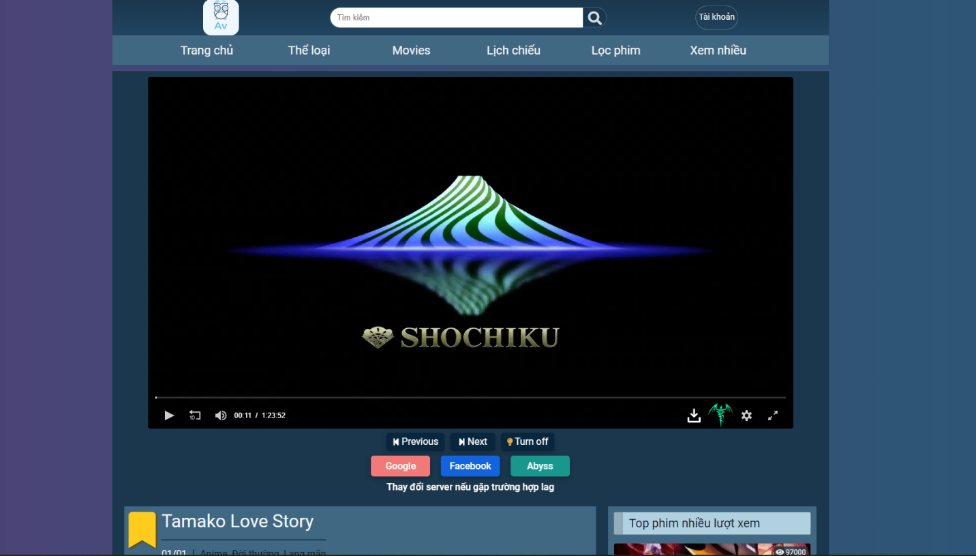 Av
Tìm kiếm
Tài khoản
Trang chủ
Thể loại
Movies
Lịch chiếu
Lọc phim
Xem nhiều
SHOCHIKU
10
00:11 / 1:23:52
Previous
Next
Turn off
Google
Facebook
Abyss
Thay đổi server nếu gặp trường hợp lag
Tamako Love Story
01/01 | Anime, Đời thường, Lãng mạn
Top phim nhiều lượt xem
97000